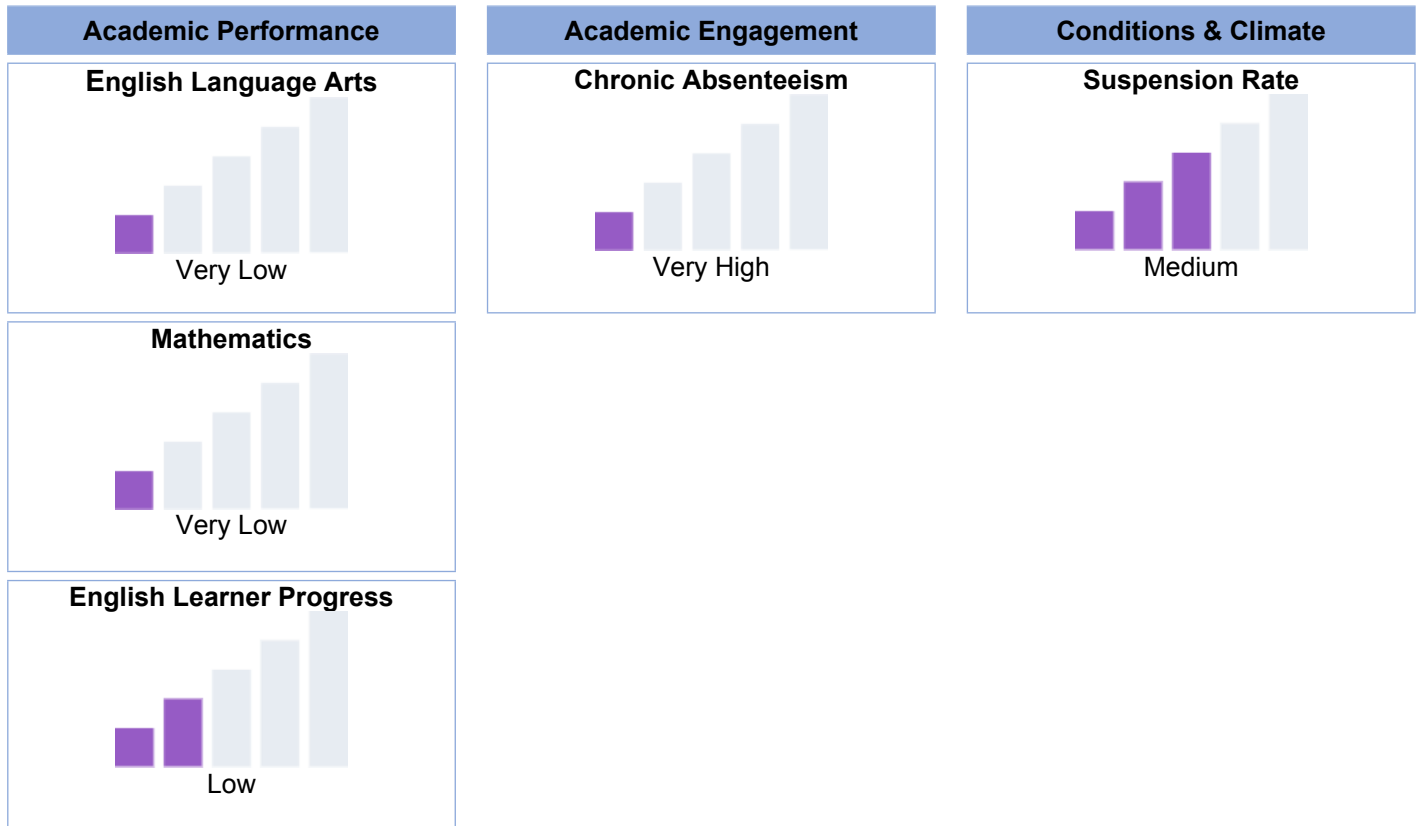 Academic Performance
English Language Arts
Very Low
Mathematics
Very Low
English Learner Progress
Low
Academic Engagement
Chronic Absenteeism
Very High
Conditions & Climate
Suspension Rate
Medium